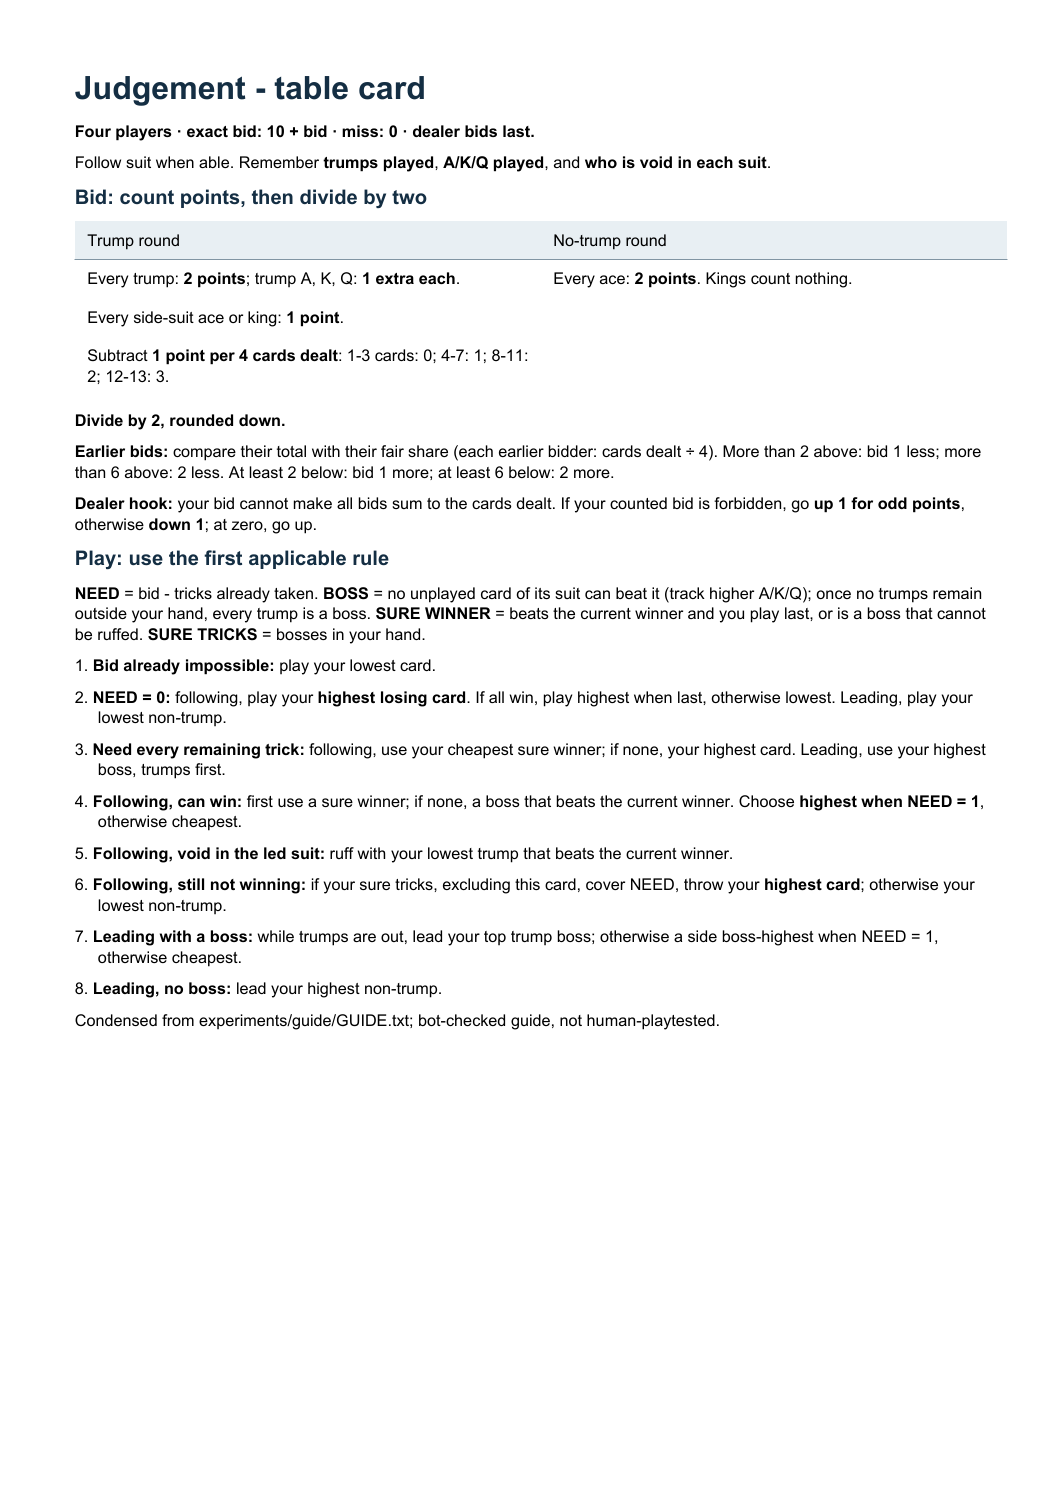 Judgement - table card
Four players · exact bid: 10 + bid · miss: 0 · dealer bids last.
Follow suit when able. Remember trumps played, A/K/Q played, and who is void in each suit.
Bid: count points, then divide by two
Trump round
No-trump round
Every trump: 2 points; trump A, K, Q: 1 extra each.
Every ace: 2 points. Kings count nothing.
Every side-suit ace or king: 1 point.
Subtract 1 point per 4 cards dealt: 1-3 cards: 0; 4-7: 1; 8-11:
2; 12-13: 3.
Divide by 2, rounded down.
Earlier bids: compare their total with their fair share (each earlier bidder: cards dealt ÷ 4). More than 2 above: bid 1 less; more
than 6 above: 2 less. At least 2 below: bid 1 more; at least 6 below: 2 more.
Dealer hook: your bid cannot make all bids sum to the cards dealt. If your counted bid is forbidden, go up 1 for odd points,
otherwise down 1; at zero, go up.
Play: use the first applicable rule
NEED = bid - tricks already taken. BOSS = no unplayed card of its suit can beat it (track higher A/K/Q); once no trumps remain
outside your hand, every trump is a boss. SURE WINNER = beats the current winner and you play last, or is a boss that cannot
be ruffed. SURE TRICKS = bosses in your hand.
1. Bid already impossible: play your lowest card.
2. NEED = 0: following, play your highest losing card. If all win, play highest when last, otherwise lowest. Leading, play your
lowest non-trump.
3. Need every remaining trick: following, use your cheapest sure winner; if none, your highest card. Leading, use your highest
boss, trumps first.
4. Following, can win: first use a sure winner; if none, a boss that beats the current winner. Choose highest when NEED = 1,
otherwise cheapest.
5. Following, void in the led suit: ruff with your lowest trump that beats the current winner.
6. Following, still not winning: if your sure tricks, excluding this card, cover NEED, throw your highest card; otherwise your
lowest non-trump.
7. Leading with a boss: while trumps are out, lead your top trump boss; otherwise a side boss-highest when NEED = 1,
otherwise cheapest.
8. Leading, no boss: lead your highest non-trump.
Condensed from experiments/guide/GUIDE.txt; bot-checked guide, not human-playtested.